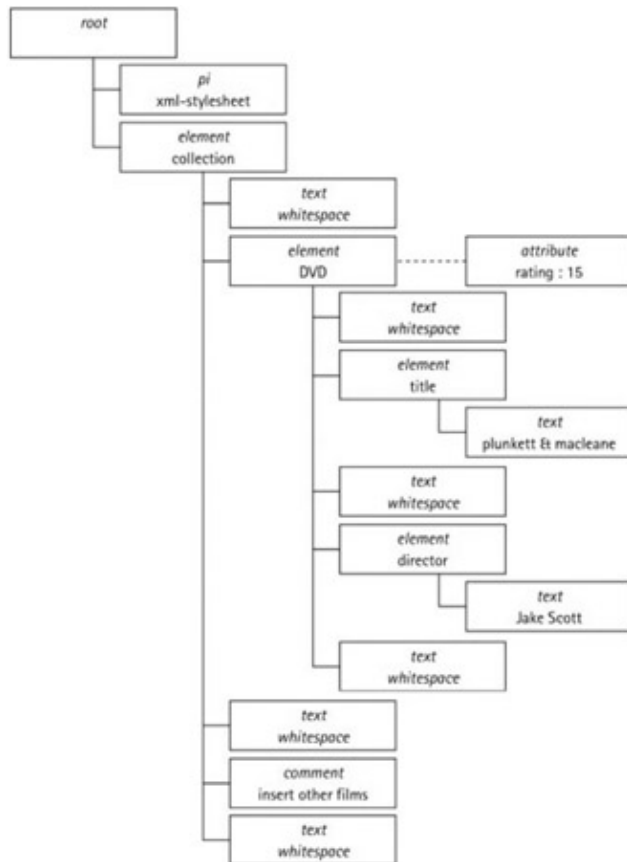 root
pi
xml-stylesheet
element
collection
text
whitespace
element
DVD
attribute
rating : 15
text
whitespace
element
title
text
plunkett & macleane
text
whitespace
element
director
text
Jake Scott
text
whitespace
text
whitespace
comment
insert other films
text
whitespace